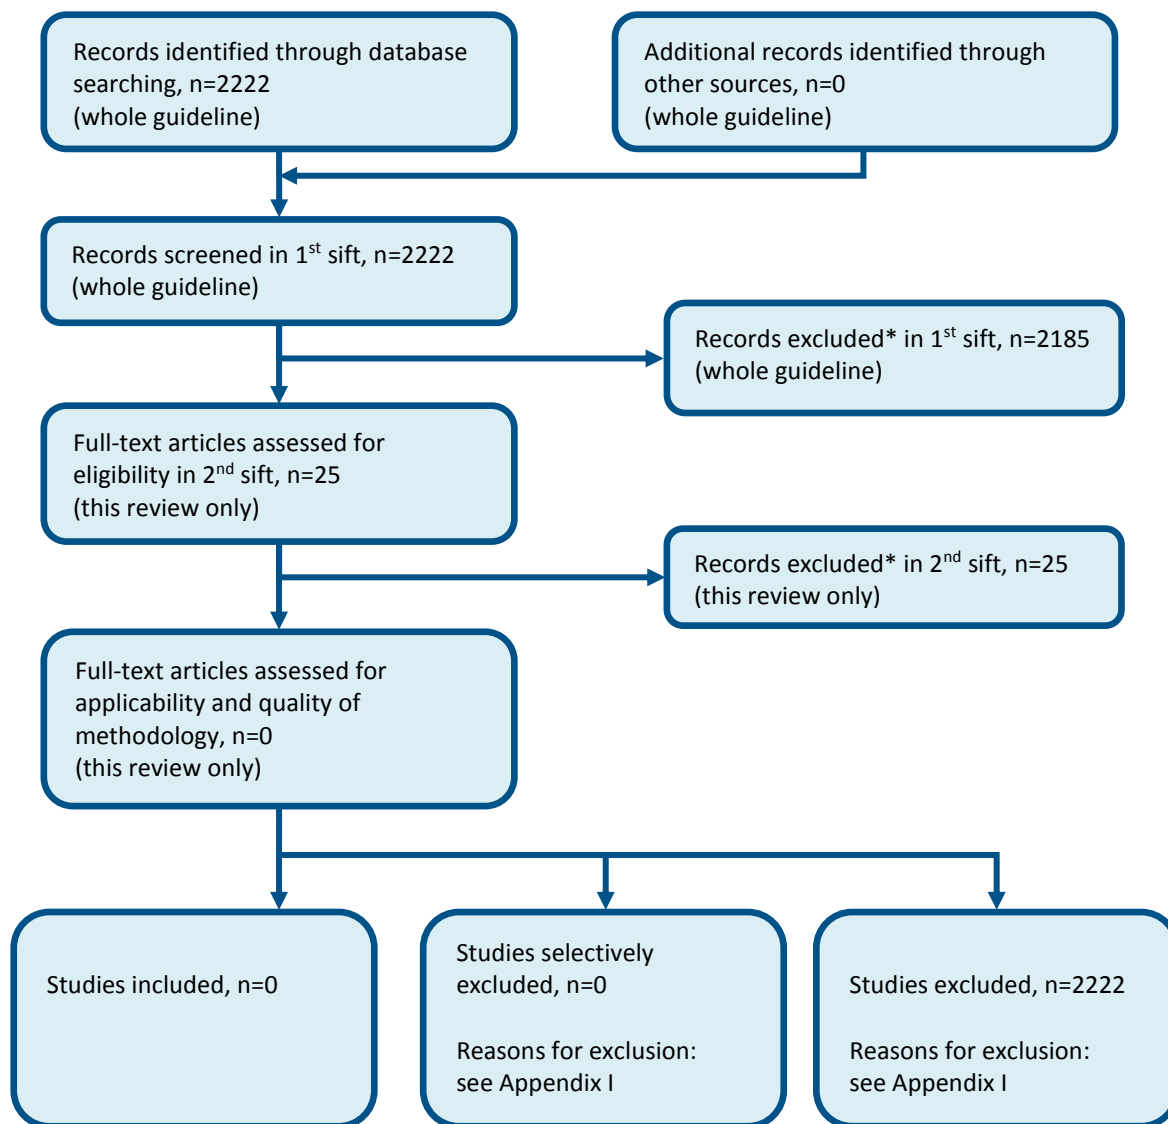 Records identified through database
searching, n=2222
(whole guideline)
Additional records identified through
other sources, n=0
(whole guideline)
Records screened in 1st sift, n=2222
(whole guideline)
Records excluded* in 1st sift, n=2185
(whole guideline)
Full-text articles assessed for
eligibility in 2nd sift, n=25
(this review only)
Records excluded* in 2nd sift, n=25
(this review only)
Full-text articles assessed for
applicability and quality of
methodology, n=0
(this review only)
Studies included, n=0
Studies selectively
excluded, n=0
Reasons for exclusion:
see Appendix I
Studies excluded, n=2222
Reasons for exclusion:
see Appendix I